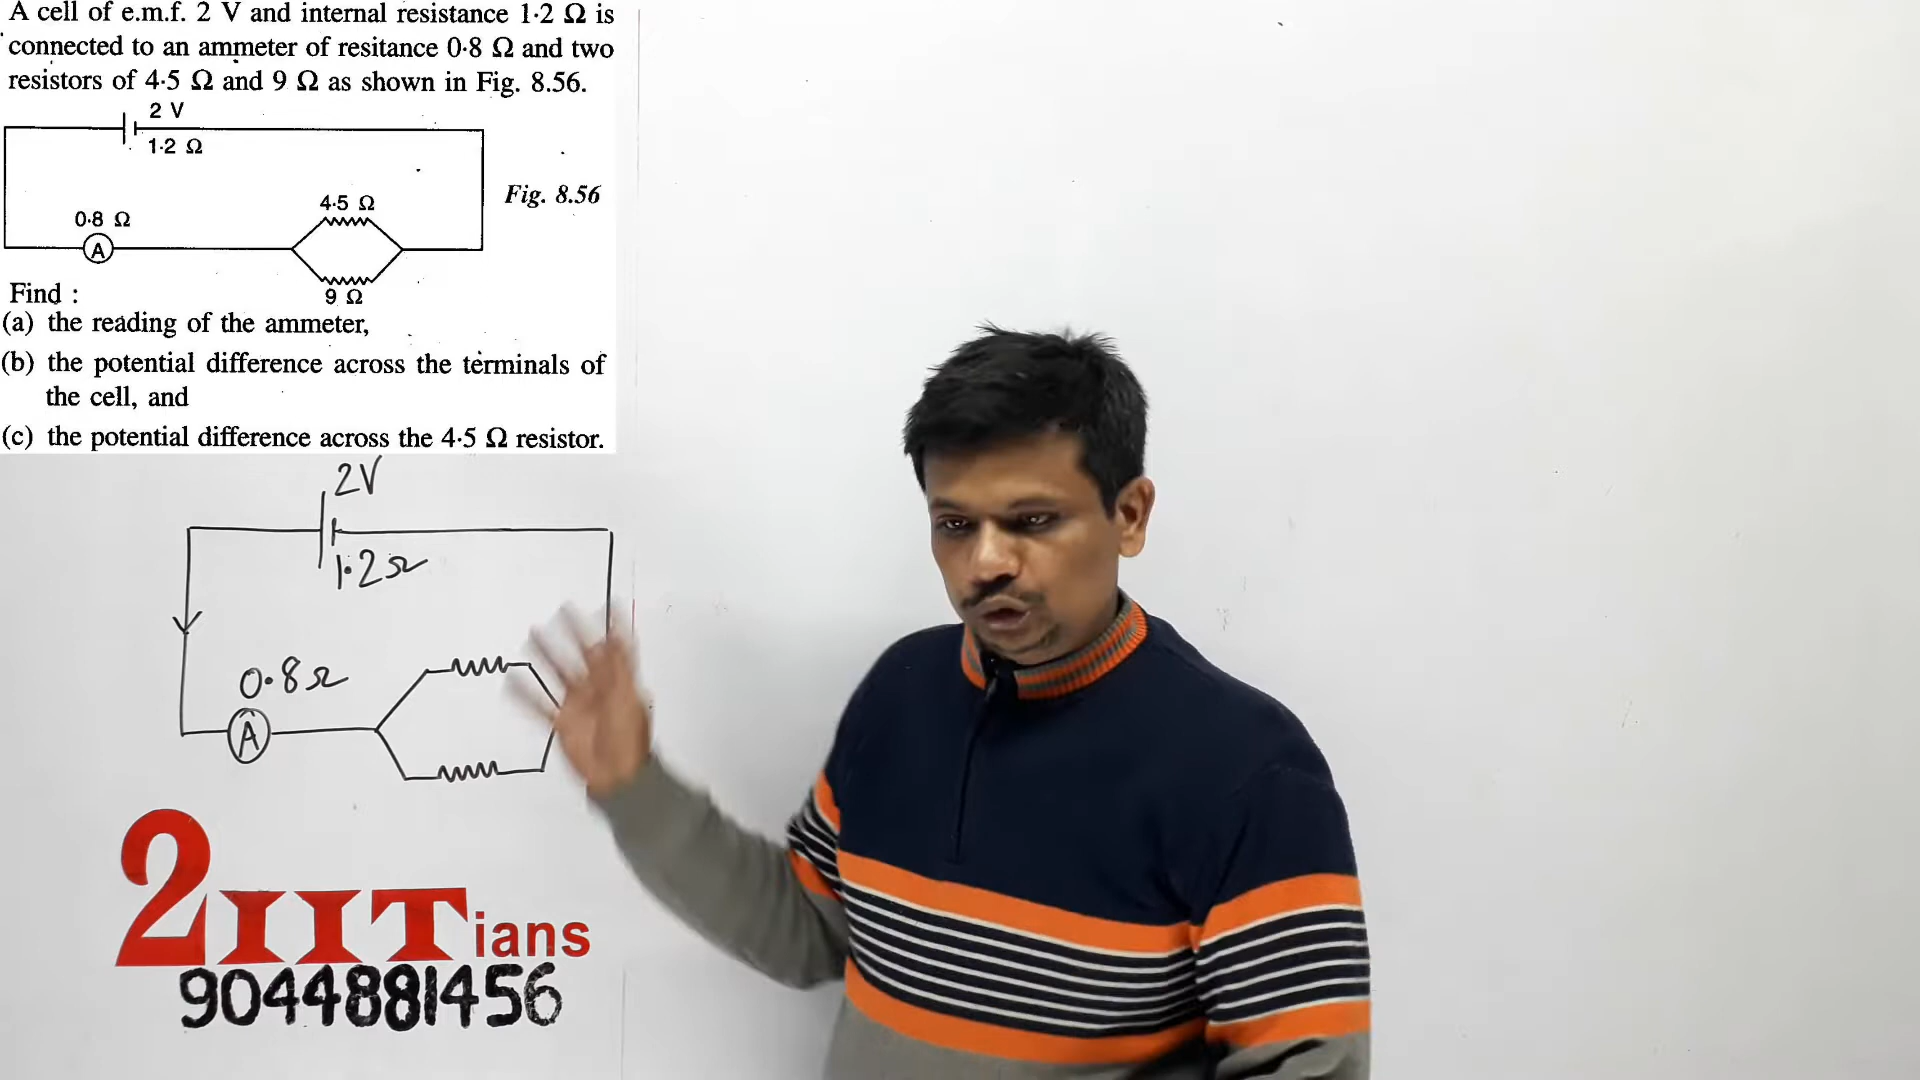 A cell of e.m.f. 2 V and internal resistance 1·2 Ω is
connected to an ammeter of resitance 0·8 Ω and two
resistors of 4·5 Ω and 9 Ω as shown in Fig. 8.56.
2 V
1·2 Ω
4·5 Ω
Fig. 8.56
0·8 Ω
A
9 Ω
Find :
(a) the reading of the ammeter,
(b) the potential difference across the terminals of
the cell, and
(c) the potential difference across the 4·5 Ω resistor.
2V
1.2Ω
0.8Ω
A
2IITians
9044881456